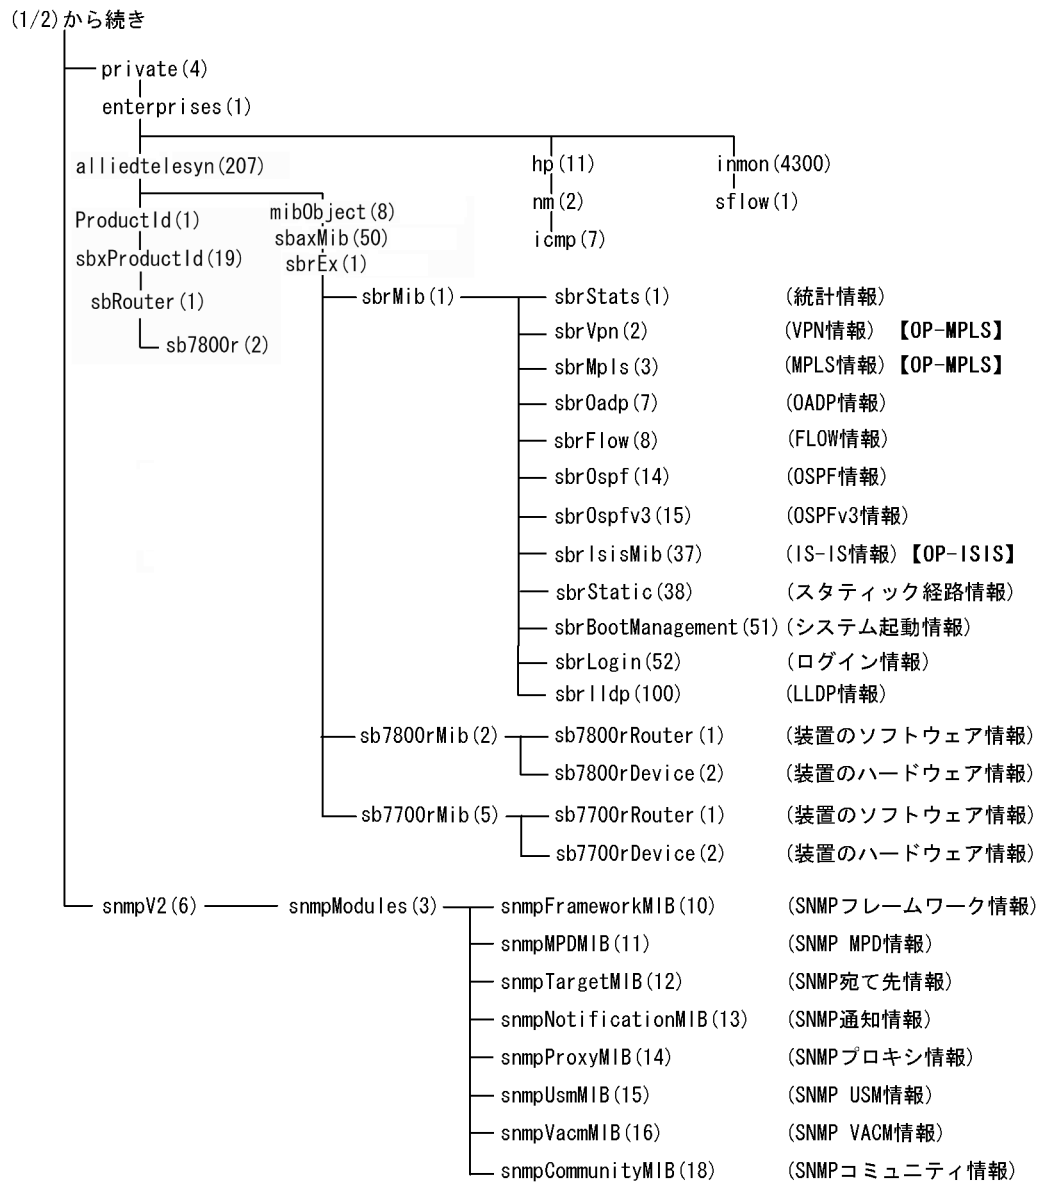 (1/2)から続き
private(4)
enterprises(1)
alliedtelesyn(207)
hp(11)
inmon(4300)
nm(2)
sflow(1)
icmp(7)
ProductId(1)
mibObject(8)
sbaxMib(50)
sbxProductId(19)
sbrEx(1)
sbRouter(1)
sb7800r(2)
sbrMib(1)
sbrStats(1) (統計情報)
sbrVpn(2) (VPN情報) 【OP-MPLS】
sbrMpls(3) (MPLS情報) 【OP-MPLS】
sbrOadp(7) (OADP情報)
sbrFlow(8) (FLOW情報)
sbrOspf(14) (OSPF情報)
sbrOspfv3(15) (OSPFv3情報)
sbrIsisMib(37) (IS-IS情報) 【OP-ISIS】
sbrStatic(38) (スタティック経路情報)
sbrBootManagement(51) (システム起動情報)
sbrLogin(52) (ログイン情報)
sbrlldp(100) (LLDP情報)
sb7800rMib(2) sb7800rRouter(1) (装置のソフトウェア情報)
sb7800rDevice(2) (装置のハードウェア情報)
sb7700rMib(5) sb7700rRouter(1) (装置のソフトウェア情報)
sb7700rDevice(2) (装置のハードウェア情報)
snmpV2(6) snmpModules(3) snmpFrameworkMIB(10) (SNMPフレームワーク情報)
snmpMPDMIB(11) (SNMP MPD情報)
snmpTargetMIB(12) (SNMP宛て先情報)
snmpNotificationMIB(13) (SNMP通知情報)
snmpProxyMIB(14) (SNMPプロキシ情報)
snmpUsmMIB(15) (SNMP USM情報)
snmpVacmMIB(16) (SNMP VACM情報)
snmpCommunityMIB(18) (SNMPコミュニティ情報)